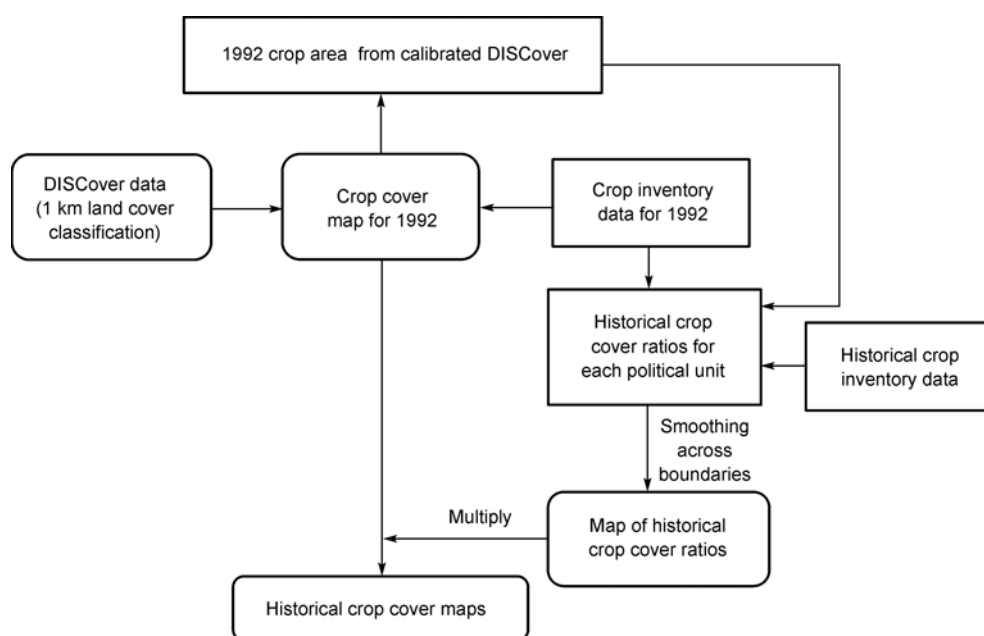 1992 crop area from calibrated DISCover
DISCover data
(1 km land cover
classification)
Crop cover
map for 1992
Crop inventory
data for 1992
Historical crop
cover ratios for
each political unit
Historical crop
inventory data
Smoothing
across
boundaries
Multiply
Map of historical
crop cover ratios
Historical crop cover maps